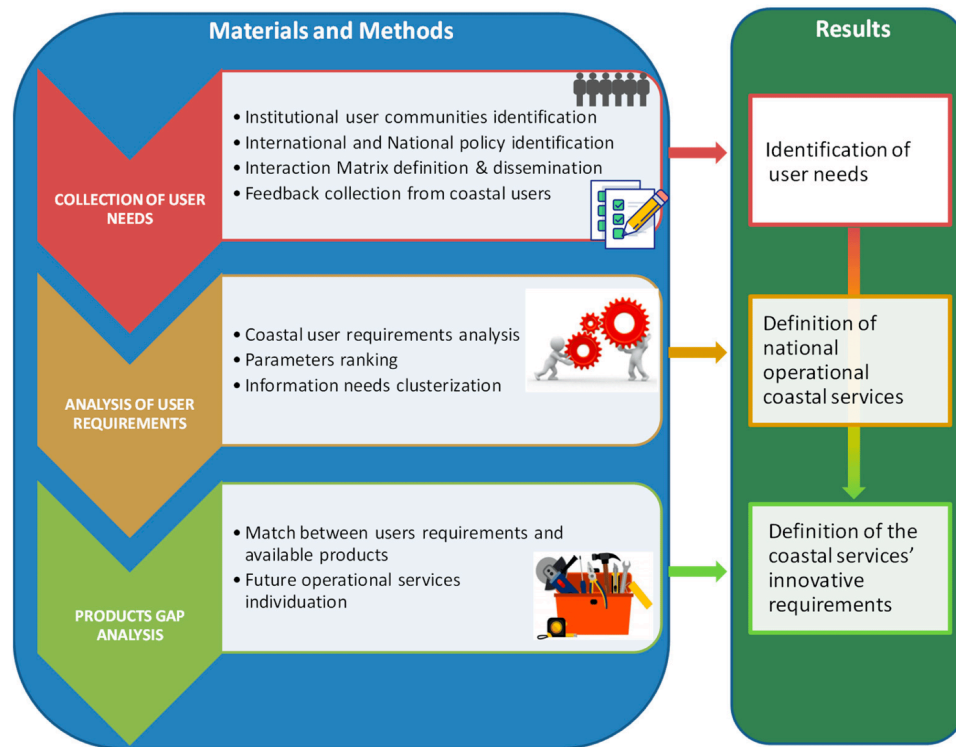 Materials and Methods
COLLECTION OF USER
NEEDS
• Institutional user communities identification
• International and National policy identification
• Interaction Matrix definition & dissemination
• Feedback collection from coastal users
ANALYSIS OF USER
REQUIREMENTS
• Coastal user requirements analysis
• Parameters ranking
• Information needs clusterization
PRODUCTS GAP
ANALYSIS
• Match between users requirements and
available products
• Future operational services
individuation
Results
Identification of
user needs
Definition of
national
operational
coastal services
Definition of the
coastal services’
innovative
requirements